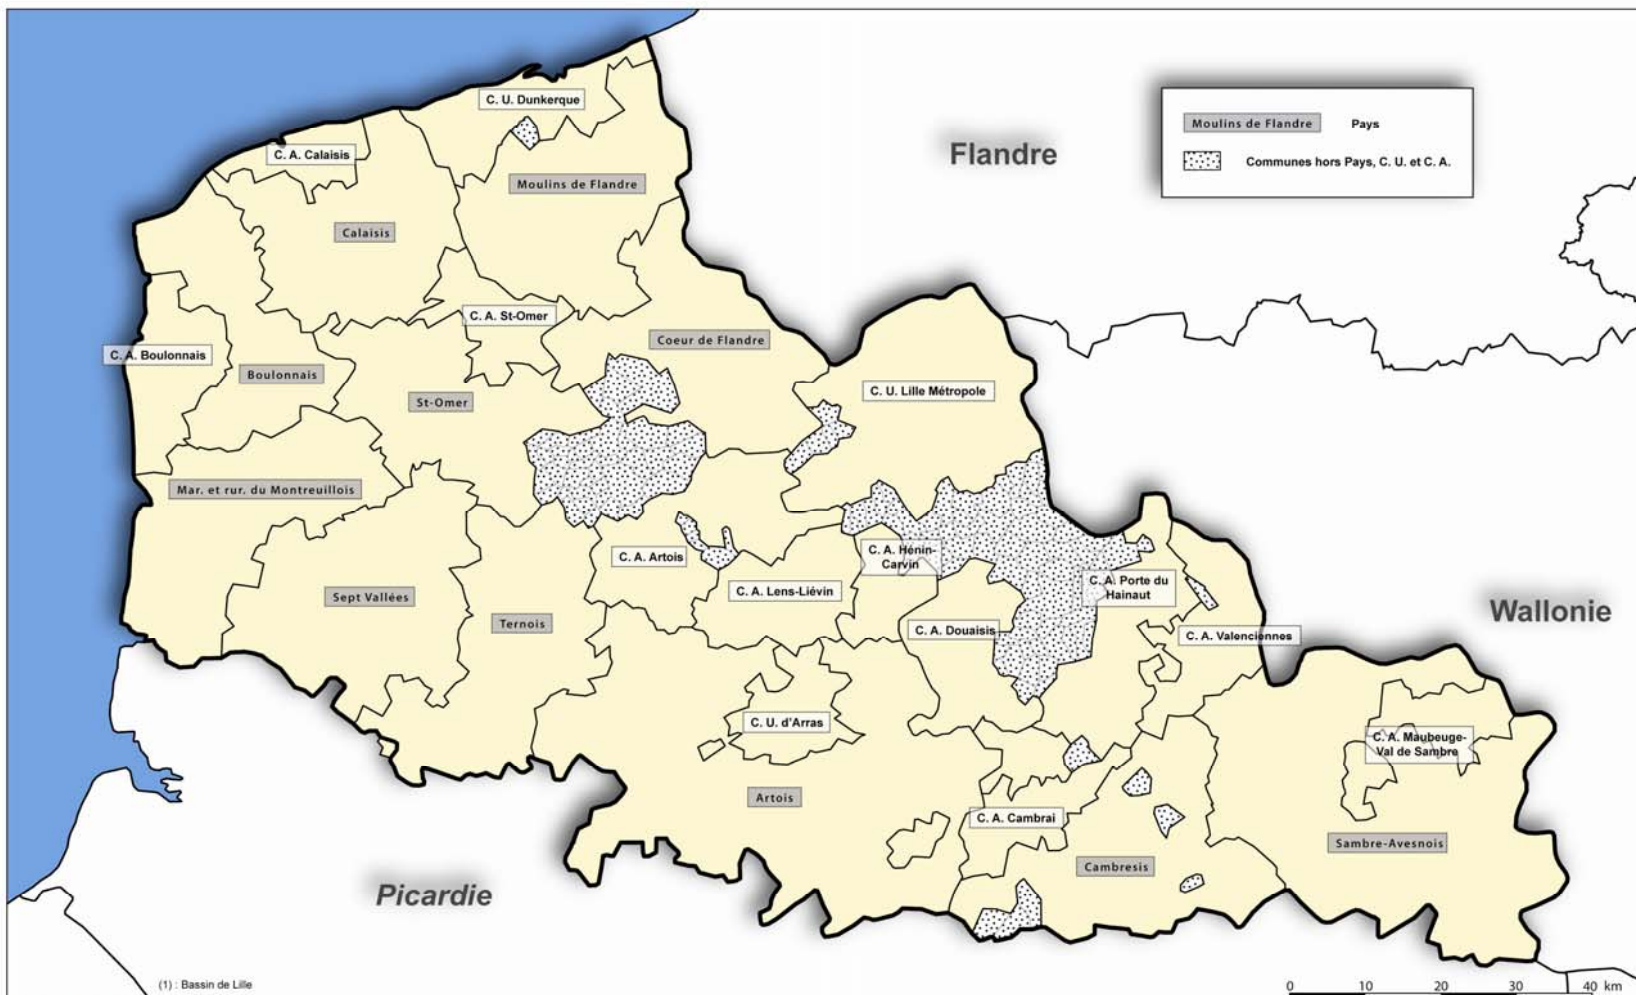 C. U. Dunkerque
Moulins de Flandre Pays
Flandre
C. A. Calaisis
Communes hors Pays, C. U. et C. A.
Moulins de Flandre
Calaisis
C. A. St-Omer
Coeur de Flandre
C. A. Boulonnais
Boulonnais
C. U. Lille Métropole
St-Omer
Mar. et rur. du Montreuillois
C. A. Artois
C. A. Hénin-
Carvin
C. A. Lens-Liévin
C. A. Porte du
Hainaut
Sept Vallées
Wallonie
Ternois
C. A. Douaisis
C. A. Valenciennes
C. U. d'Arras
C. A. Maubeuge-
Val de Sambre
Artois
C. A. Cambrai
Sambre-Avesnois
Cambresis
Picardie
(1) : Bassin de Lille
0 10 20 30 40 km